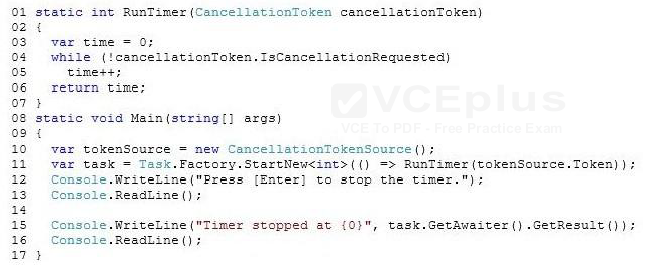 01 static int RunTimer(CancellationToken cancellationToken)
02 {
03   var time = 0;
04   while (!cancellationToken.IsCancellationRequested)
05     time++;
06   return time;
07 }
08 static void Main(string[] args)
09 {
10   var tokenSource = new CancellationTokenSource();
11   var task = Task.Factory.StartNew<int>(() => RunTimer(tokenSource.Token));
12   Console.WriteLine("Press [Enter] to stop the timer.");
13   Console.ReadLine();
14
15   Console.WriteLine("Timer stopped at {0}", task.GetAwaiter().GetResult());
16   Console.ReadLine();
17 }
VCEplus
VCE To PDF - Free Practice Exam